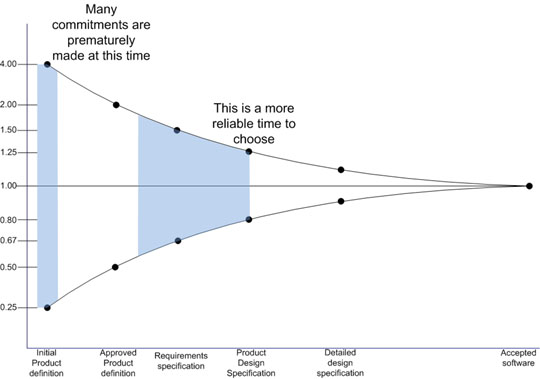 Many
commitments are
prematurely
made at this time
This is a more
reliable time to
choose
4.00
2.00
1.50
1.25
1.00
0.80
0.67
0.50
0.25
Initial
Product
definition
Approved
Product
definition
Requirements
specification
Product
Design
Specification
Detailed
design
specification
Accepted
software